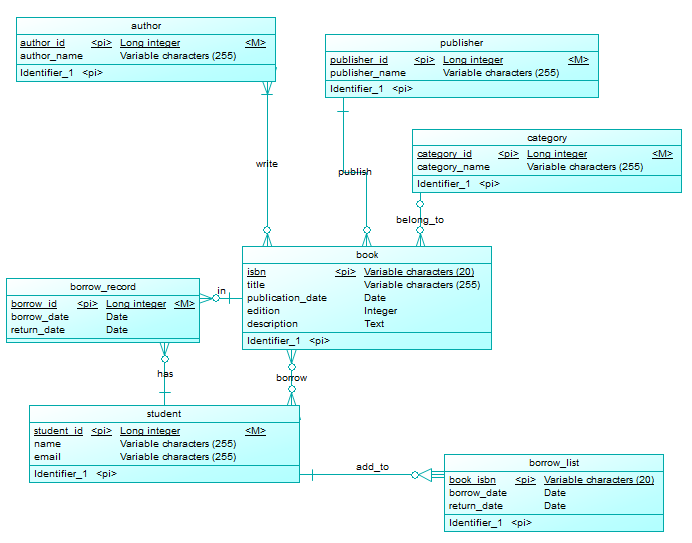 author
author_id <pi> Long integer <M>
author_name Variable characters (255)
Identifier_1 <pi>
publisher
publisher_id <pi> Long integer <M>
publisher_name Variable characters (255)
Identifier_1 <pi>
category
category_id <pi> Long integer <M>
category_name Variable characters (255)
Identifier_1 <pi>
write
publish
belong_to
book
isbn <pi> Variable characters (20)
title Variable characters (255)
publication_date Date
edition Integer
description Text
Identifier_1 <pi>
in
borrow_record
borrow_id <pi> Long integer <M>
borrow_date Date
return_date Date
has
borrow
student
student_id <pi> Long integer <M>
name Variable characters (255)
email Variable characters (255)
Identifier_1 <pi>
add_to
borrow_list
book_isbn <pi> Variable characters (20)
borrow_date Date
return_date Date
Identifier_1 <pi>